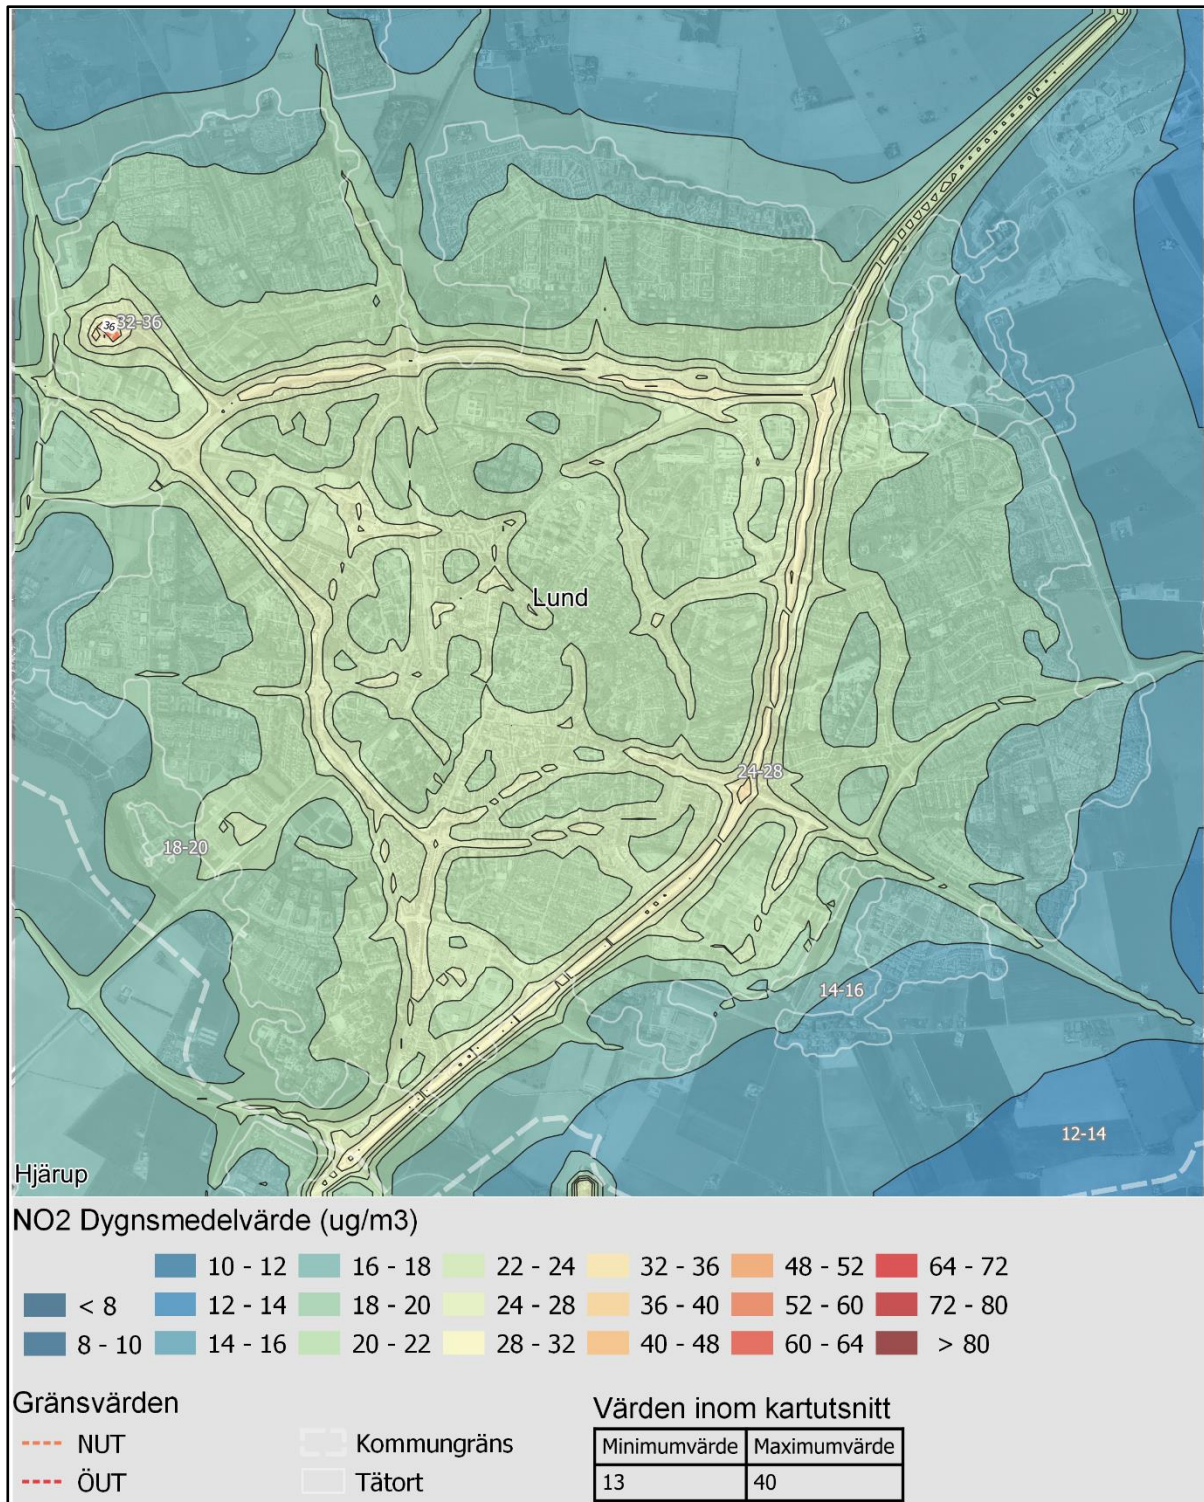 36
32-36
Lund
24-28
18-20
14-16
12-14
Hjärup
NO2 Dygnsmedelvärde (ug/m3)
10 - 12 16 - 18 22 - 24 32 - 36 48 - 52 64 - 72
< 8 12 - 14 18 - 20 24 - 28 36 - 40 52 - 60 72 - 80
8 - 10 14 - 16 20 - 22 28 - 32 40 - 48 60 - 64 > 80
Gränsvärden
NUT
ÖUT
Kommungräns
Tätort
Värden inom kartutsnitt
Minimumvärde Maximumvärde
13 40